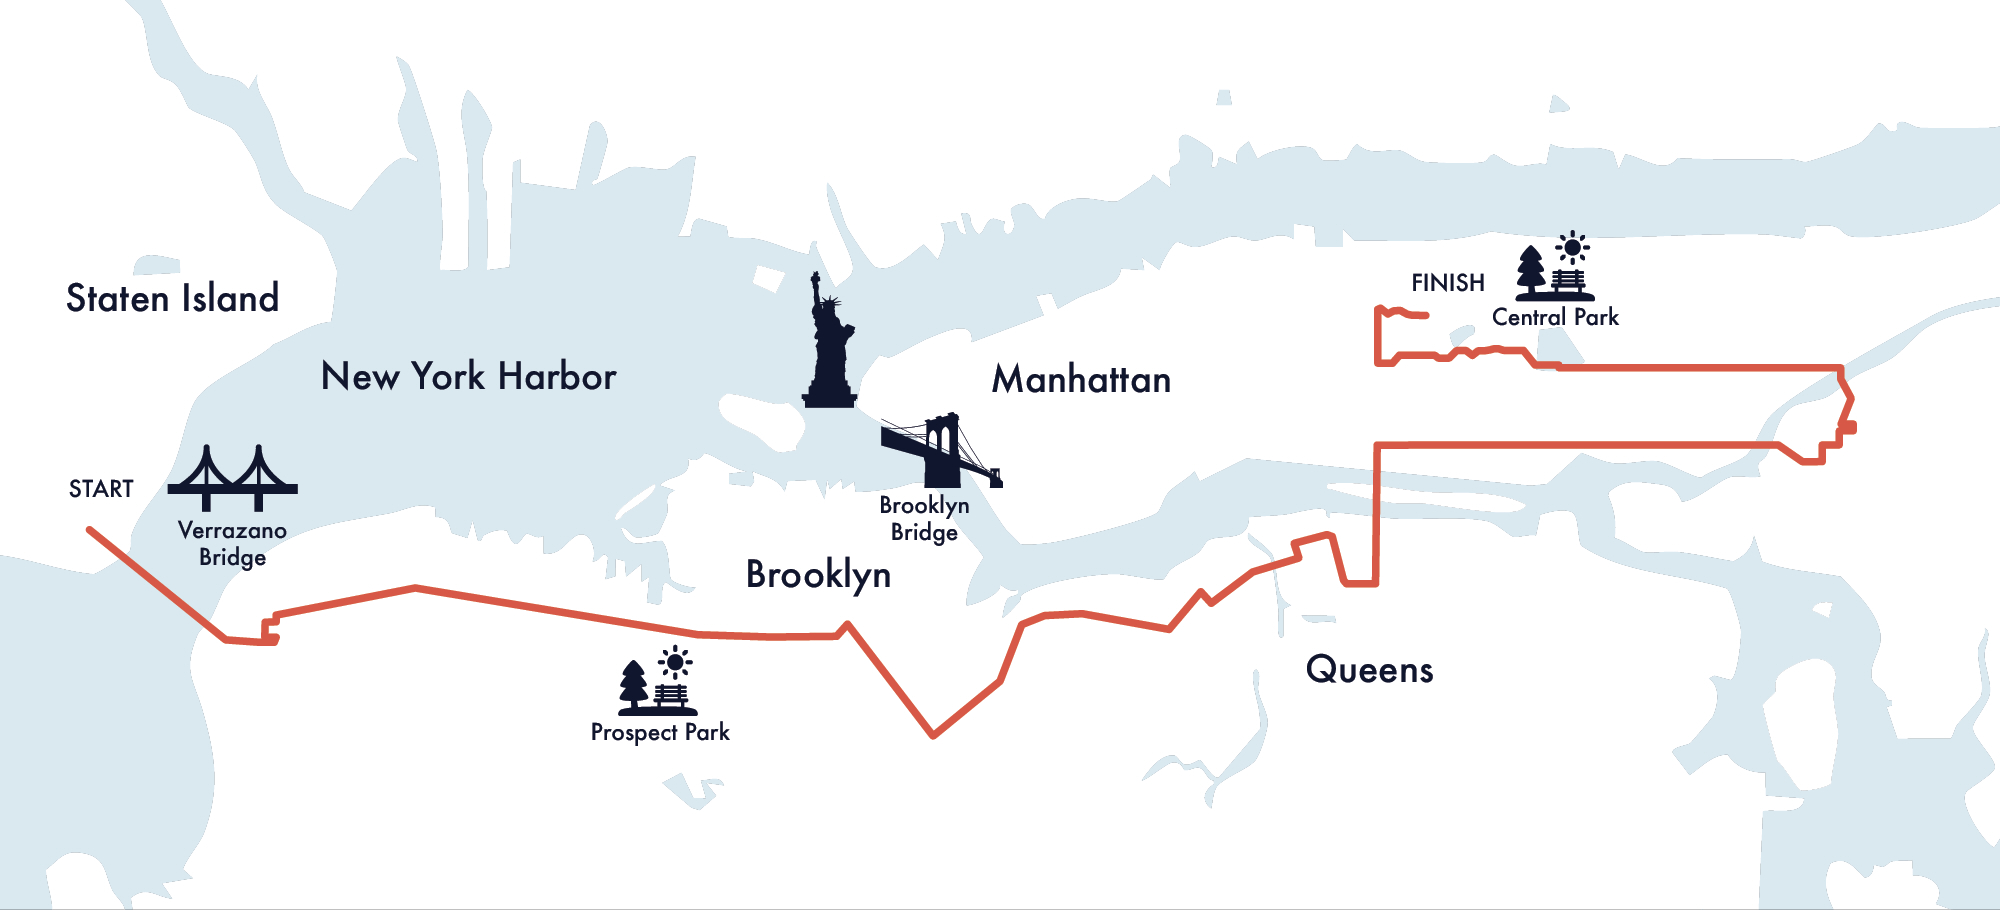 FINISH
Central Park
Staten Island
New York Harbor
Manhattan
START
Verrazano
Bridge
Brooklyn
Bridge
Brooklyn
Queens
Prospect Park